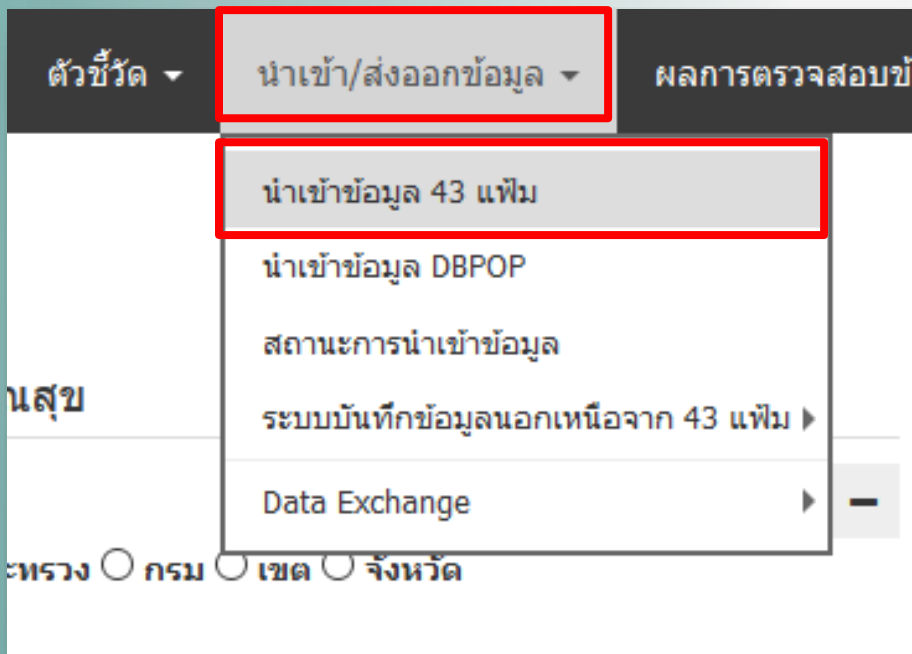 ตัวชี้วัด นำเข้า/ส่งออกข้อมูล ผลการตรวจสอบข้
นำเข้าข้อมูล 43 แฟ้ม
นำเข้าข้อมูล DBPOP
สถานะการนำเข้าข้อมูล
ณสุข
ระบบบันทึกข้อมูลนอกเหนือจาก 43 แฟ้ม
Data Exchange
ะทรวง กรม เขต จังหวัด